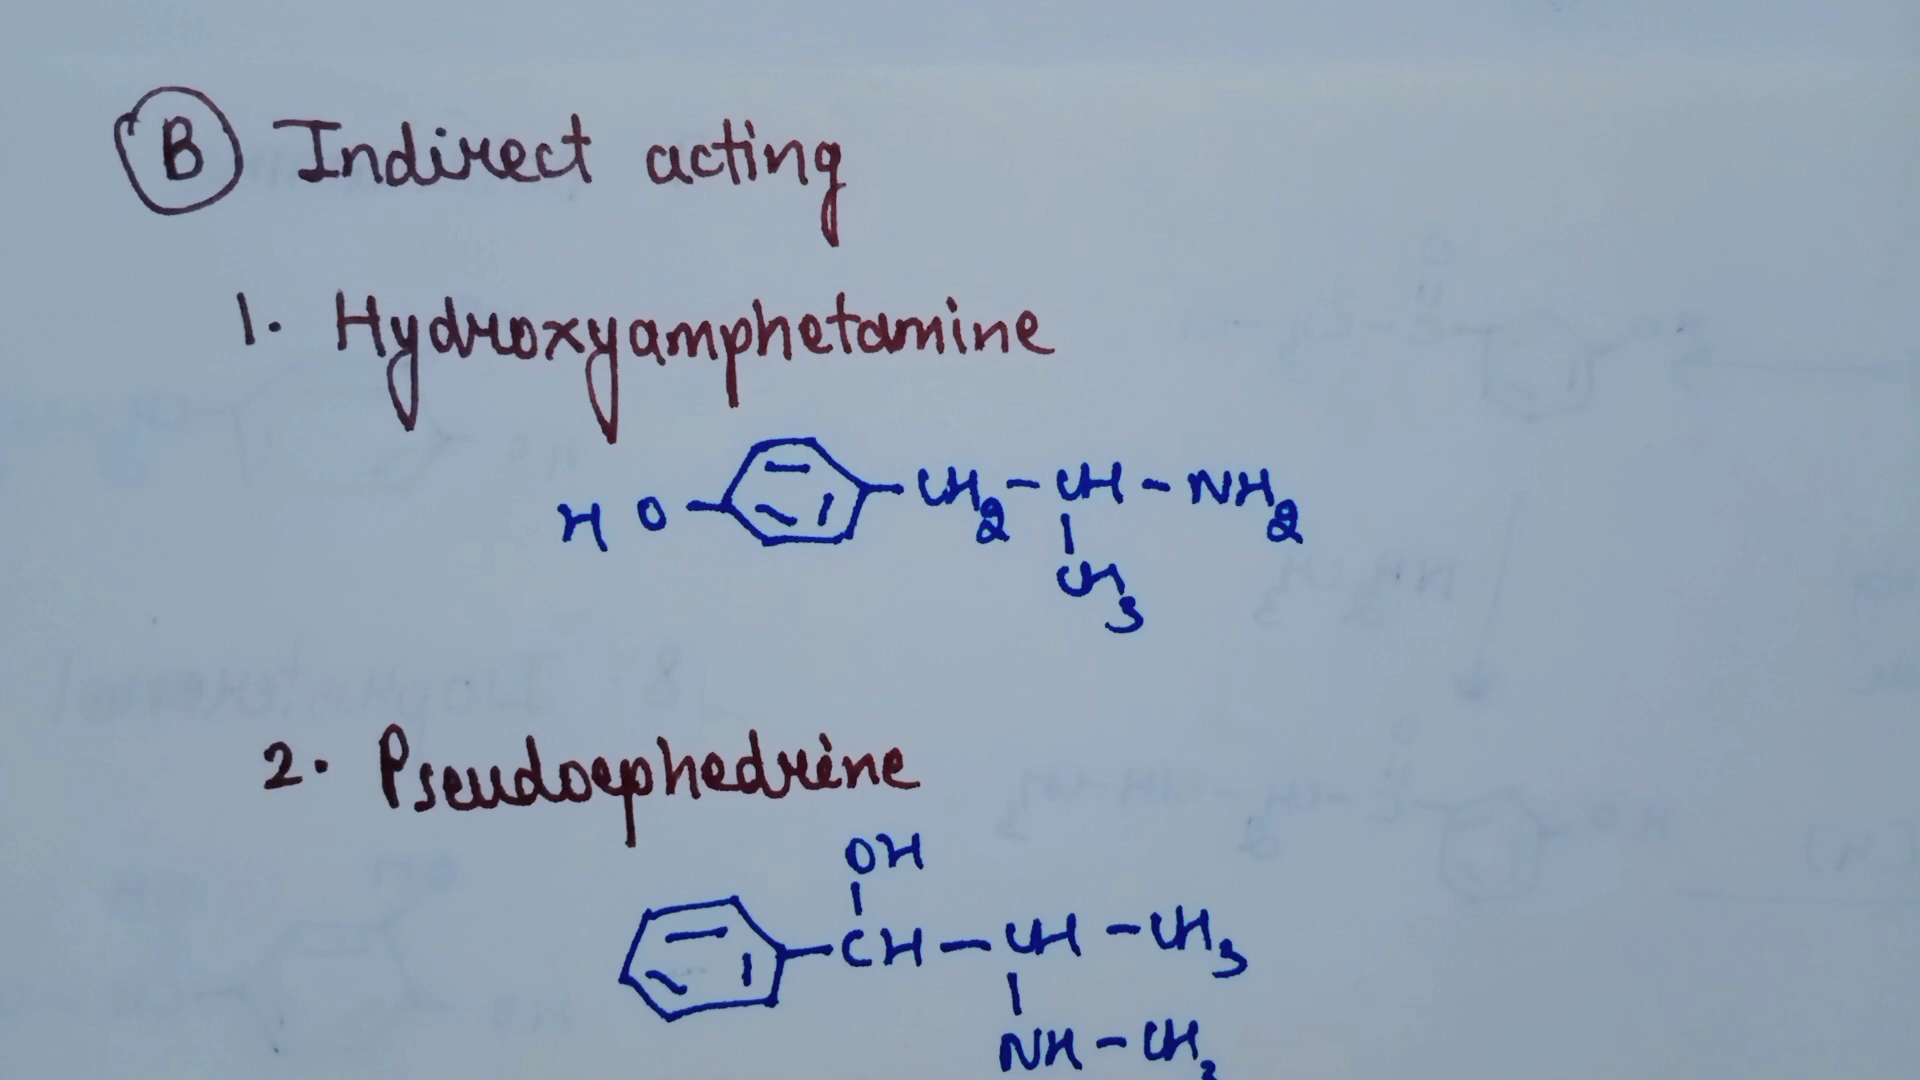 B Indirect acting
1. Hydroxyamphetamine
HO-CH2-CH-NH2
CH3
2. Pseudoephedrine
OH
CH-CH-CH3
NH-CH3